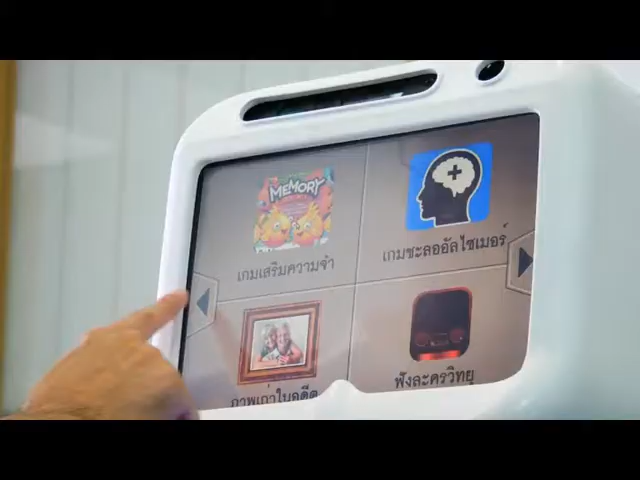 MEMORY
เกมเสริมความจำ
เกมชะลออัลไซเมอร์
ภาพเก่าในอดีต
ฟังละครวิทยุ